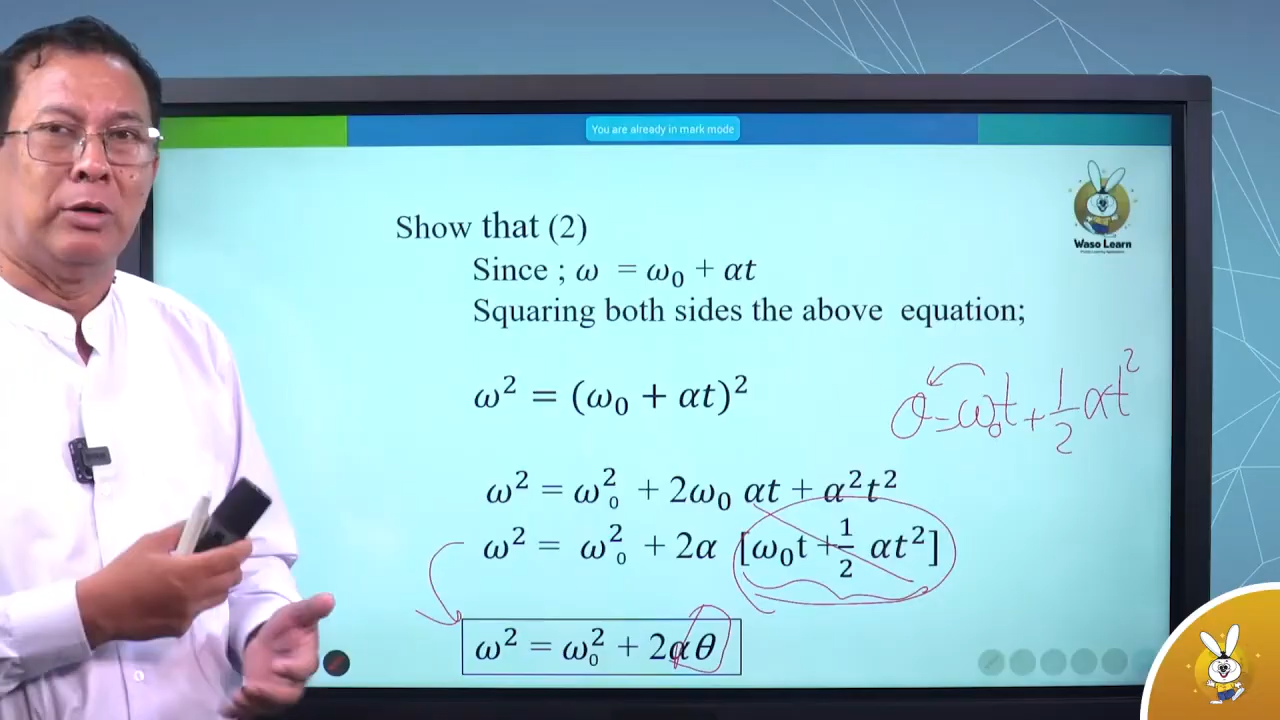 You are already in mark mode
Waso Learn
Show that (2)
Since ; ω = ω₀ + αt
Squaring both sides the above equation;
ω² = (ω₀ + αt)²
θ = ω₀t + 1/2 αt²
ω² = ω₀² + 2ω₀ αt + α²t²
ω² = ω₀² + 2α [ω₀t + 1/2 αt²]
ω² = ω₀² + 2αθ